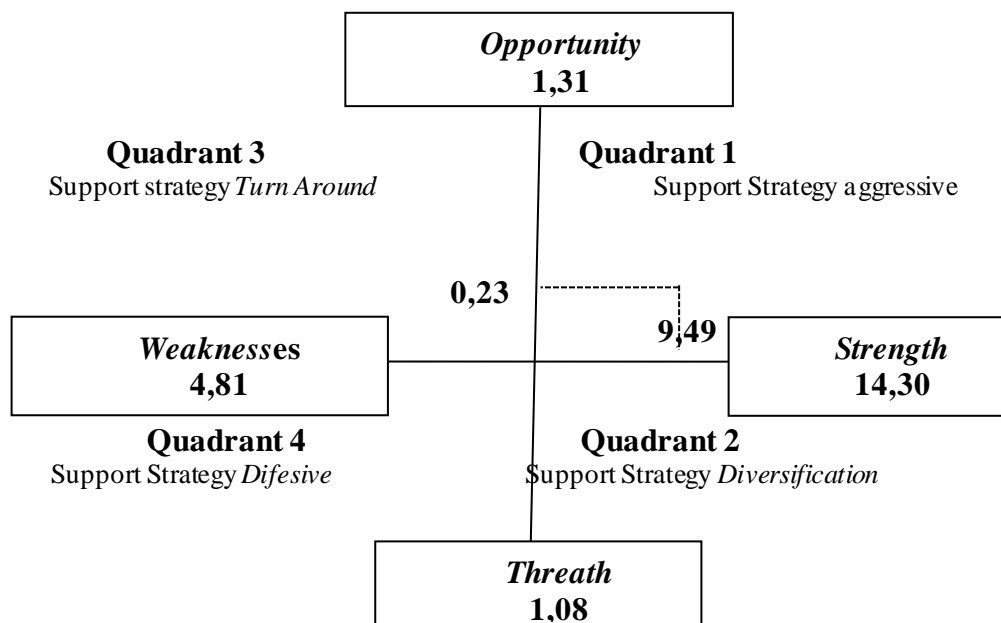 Opportunity
1,31
Quadrant 3
Support strategy Turn Around
Quadrant 1
Support Strategy aggressive
0,23
9,49
Weaknesses
4,81
Strength
14,30
Quadrant 4
Support Strategy Difesive
Quadrant 2
Support Strategy Diversification
Threath
1,08